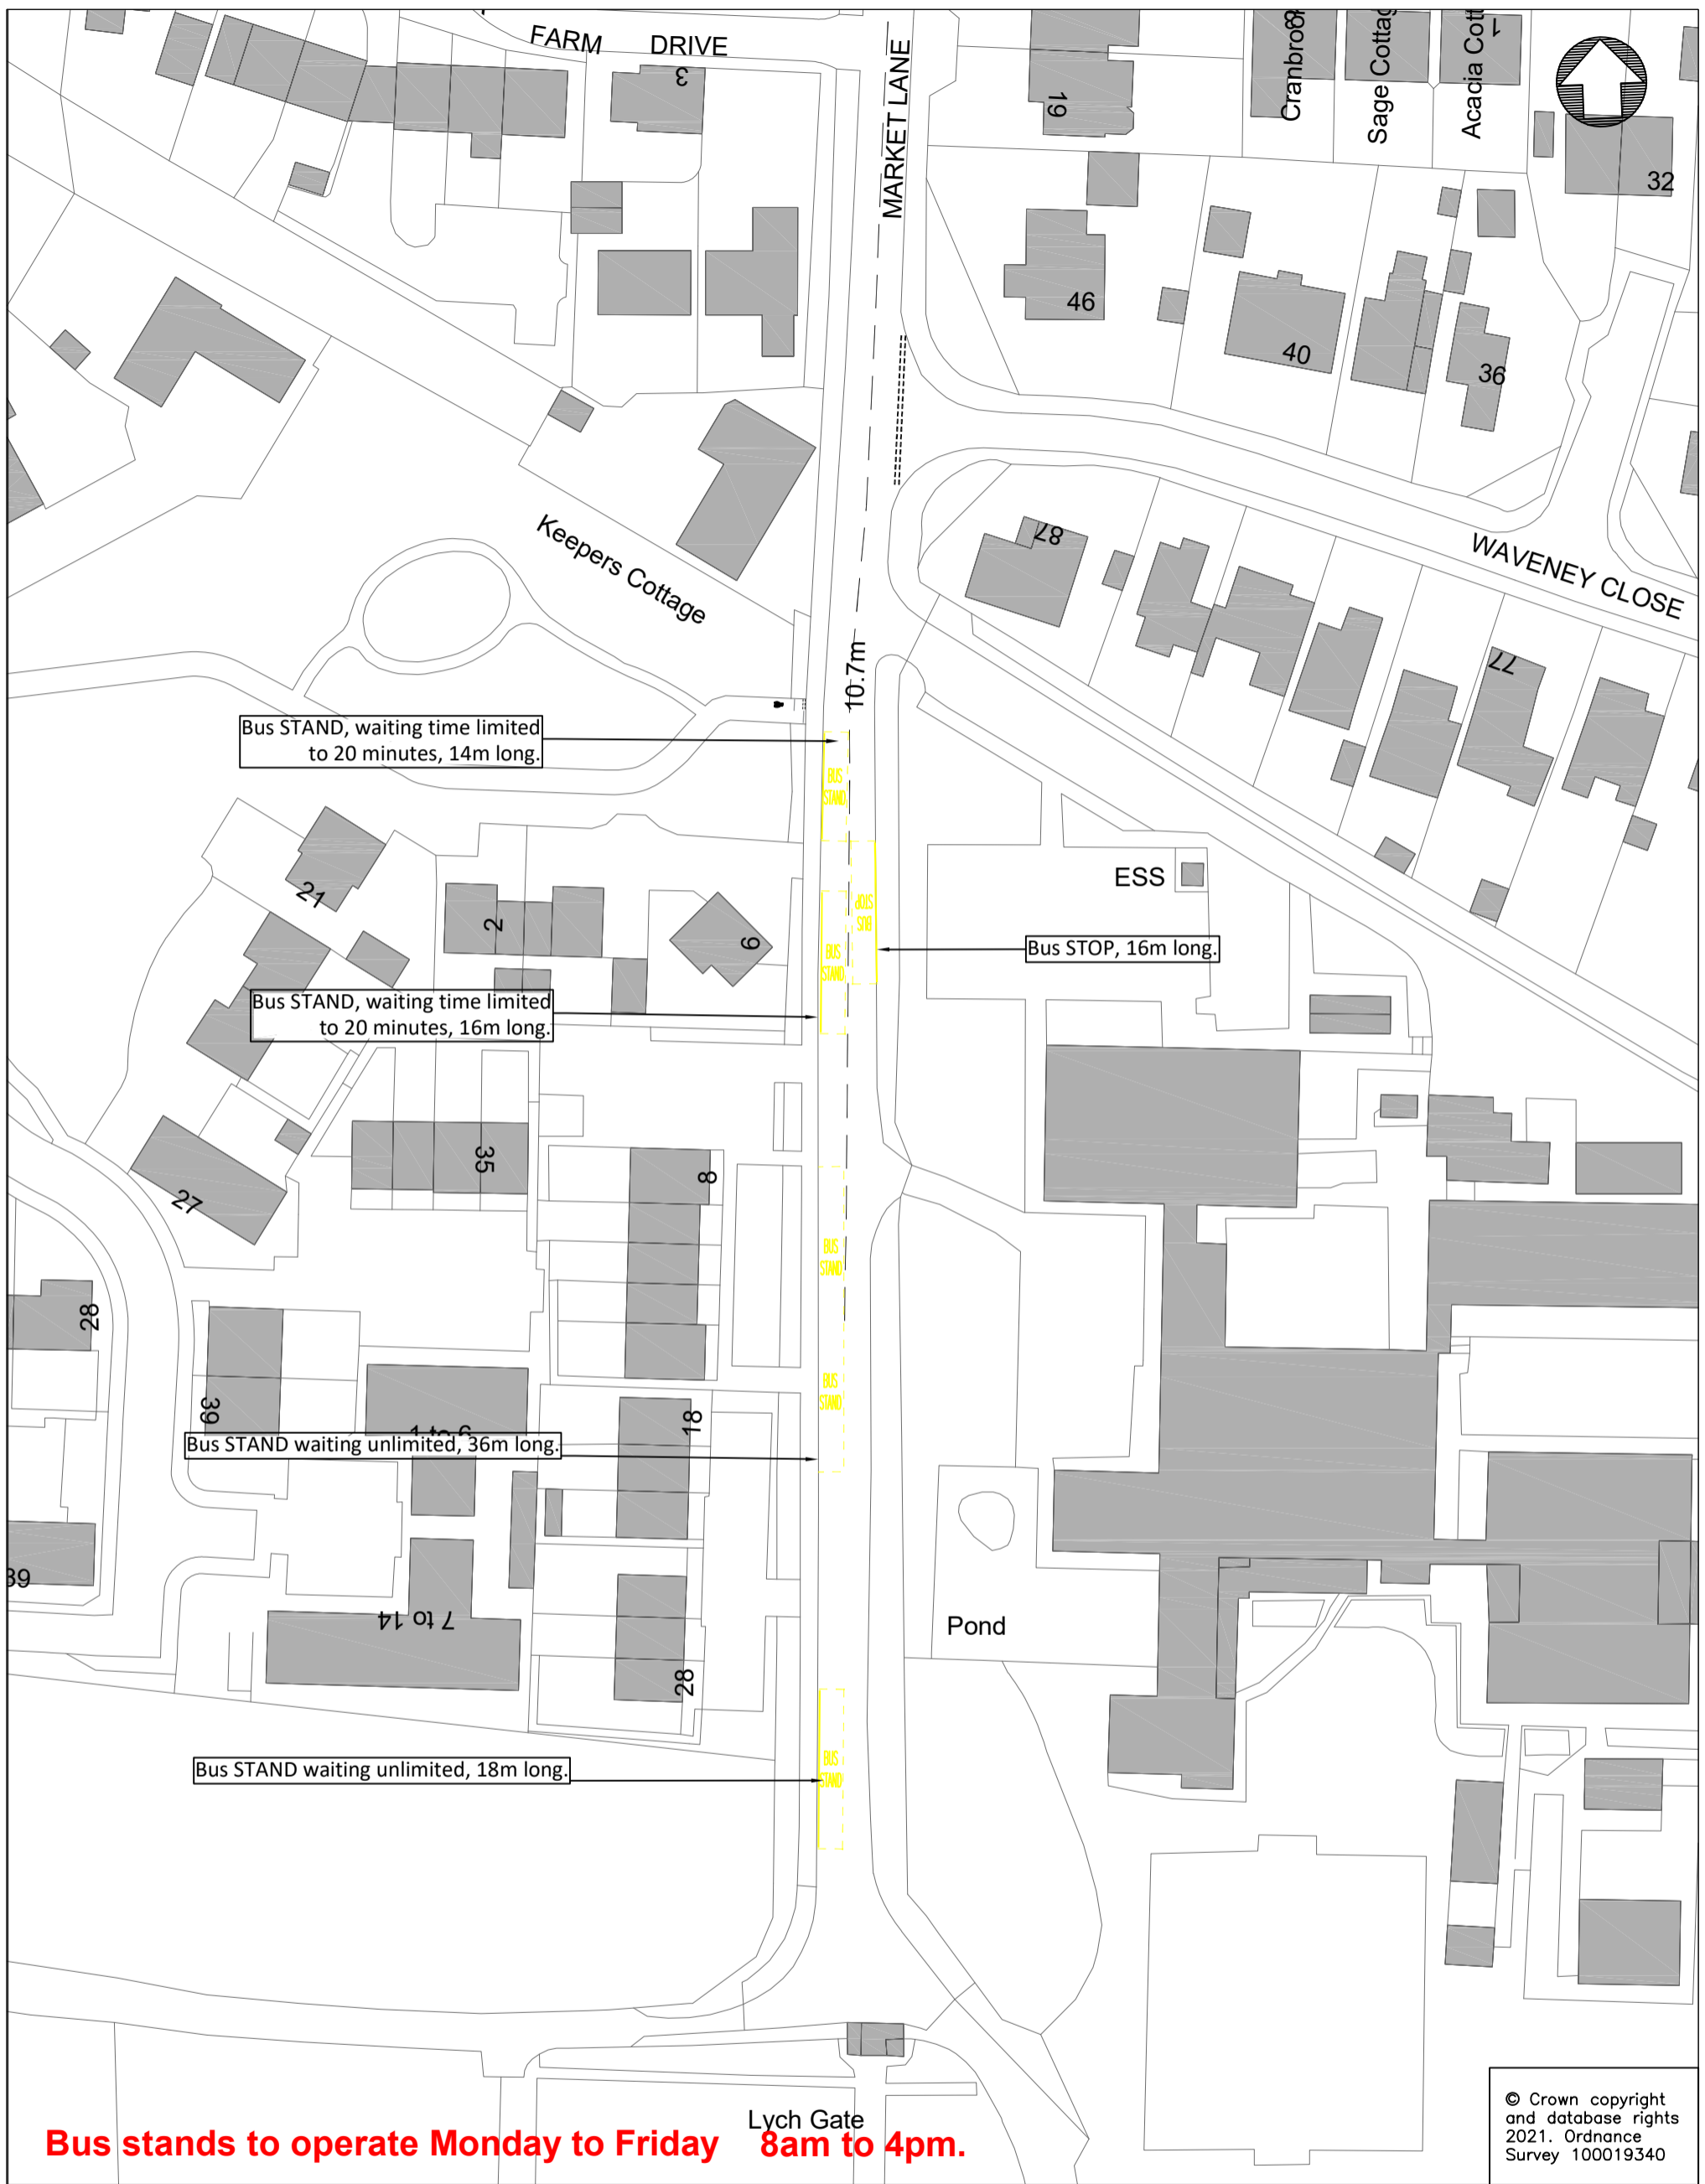 FARM DRIVE
3
MARKET LANE
19
Sage Cottag
Acacia Cott
1
32
46
40
36
Keepers Cottage
87
WAVENEY CLOSE
77
10.7m
Bus STAND, waiting time limited
to 20 minutes, 14m long.
BUS
STAND
21
2
9
ESS
BUS
STOP
BUS
STAND
Bus STOP, 16m long.
Bus STAND, waiting time limited
to 20 minutes, 16m long.
35
8
27
BUS
STAND
28
39
BUS
STAND
18
Bus STAND waiting unlimited, 36m long.
39
7 to 14
Pond
28
BUS
STAND
Bus STAND waiting unlimited, 18m long.
Lych Gate
Bus stands to operate Monday to Friday 8am to 4pm.
© Crown copyright
and database rights
2021. Ordnance
Survey 100019340